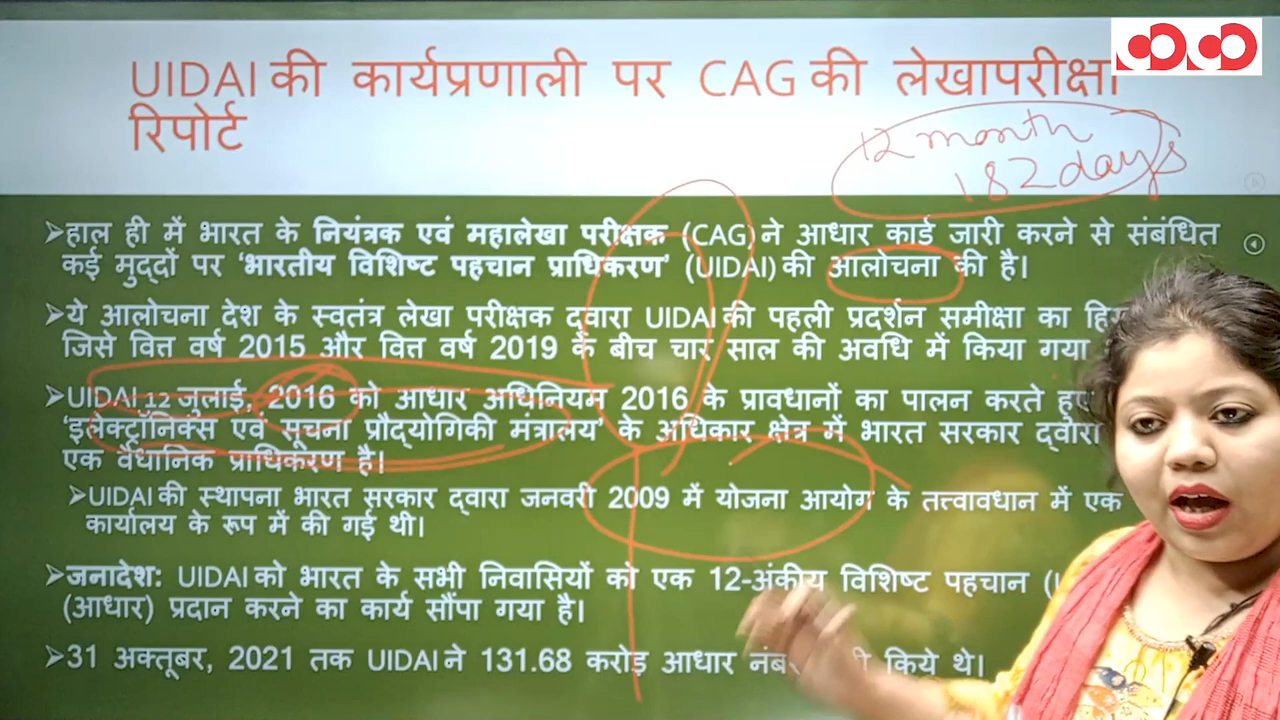 UIDAI की कार्यप्रणाली पर CAG की लेखापरीक्षा
रिपोर्ट
12 month
182 days
➢हाल ही में भारत के नियंत्रक एवं महालेखा परीक्षक (CAG) ने आधार कार्ड जारी करने से संबंधित
कई मुद्दों पर 'भारतीय विशिष्ट पहचान प्राधिकरण' (UIDAI) की आलोचना की है।
➢ये आलोचना देश के स्वतंत्र लेखा परीक्षक द्वारा UIDAI की पहली प्रदर्शन समीक्षा का
जिसे वित्त वर्ष 2015 और वित्त वर्ष 2019 के बीच चार साल की अवधि में किया गया
➢UIDAI 12 जुलाई, 2016 को आधार अधिनियम 2016 के प्रावधानों का पालन करते हुए
'इलेक्ट्रॉनिक्स एवं सूचना प्रौद्योगिकी मंत्रालय' के अधिकार क्षेत्र में भारत सरकार द्वारा
एक वैधानिक प्राधिकरण है।
➢UIDAI की स्थापना भारत सरकार द्वारा जनवरी 2009 में योजना आयोग के तत्त्वावधान में एक
कार्यालय के रूप में की गई थी।
➢जनादेश: UIDAI को भारत के सभी निवासियों को एक 12-अंकीय विशिष्ट पहचान
(आधार) प्रदान करने का कार्य सौंपा गया है।
➢31 अक्तूबर, 2021 तक UIDAI ने 131.68 करोड़ आधार किये थे।